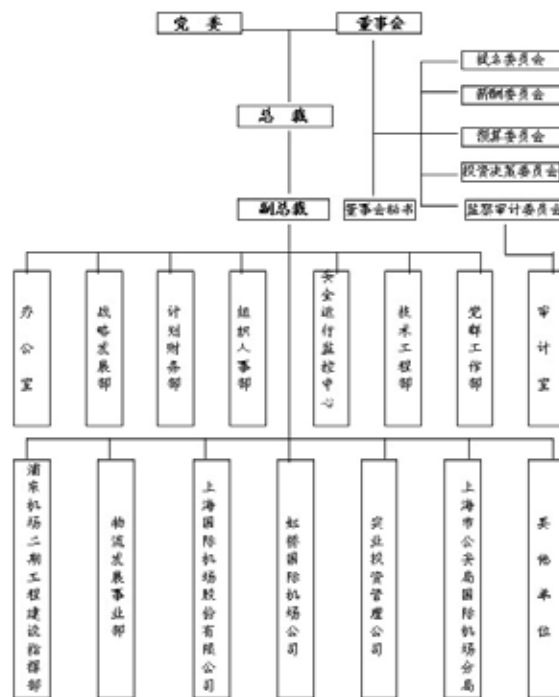 党 委
董事会
提名委员会
薪酬委员会
总 裁
预算委员会
投资决策委员会
副总裁
董事会秘书
监察审计委员会
办公室
战略发展部
计划财务部
组织人事部
安全运行监控中心
技术工程部
党群工作部
审计室
浦东机场二期工程建设指挥部
物流发展事业部
上海国际机场股份有限公司
虹桥国际机场公司
实业投资管理公司
上海市公安局国际机场分局
其他单位